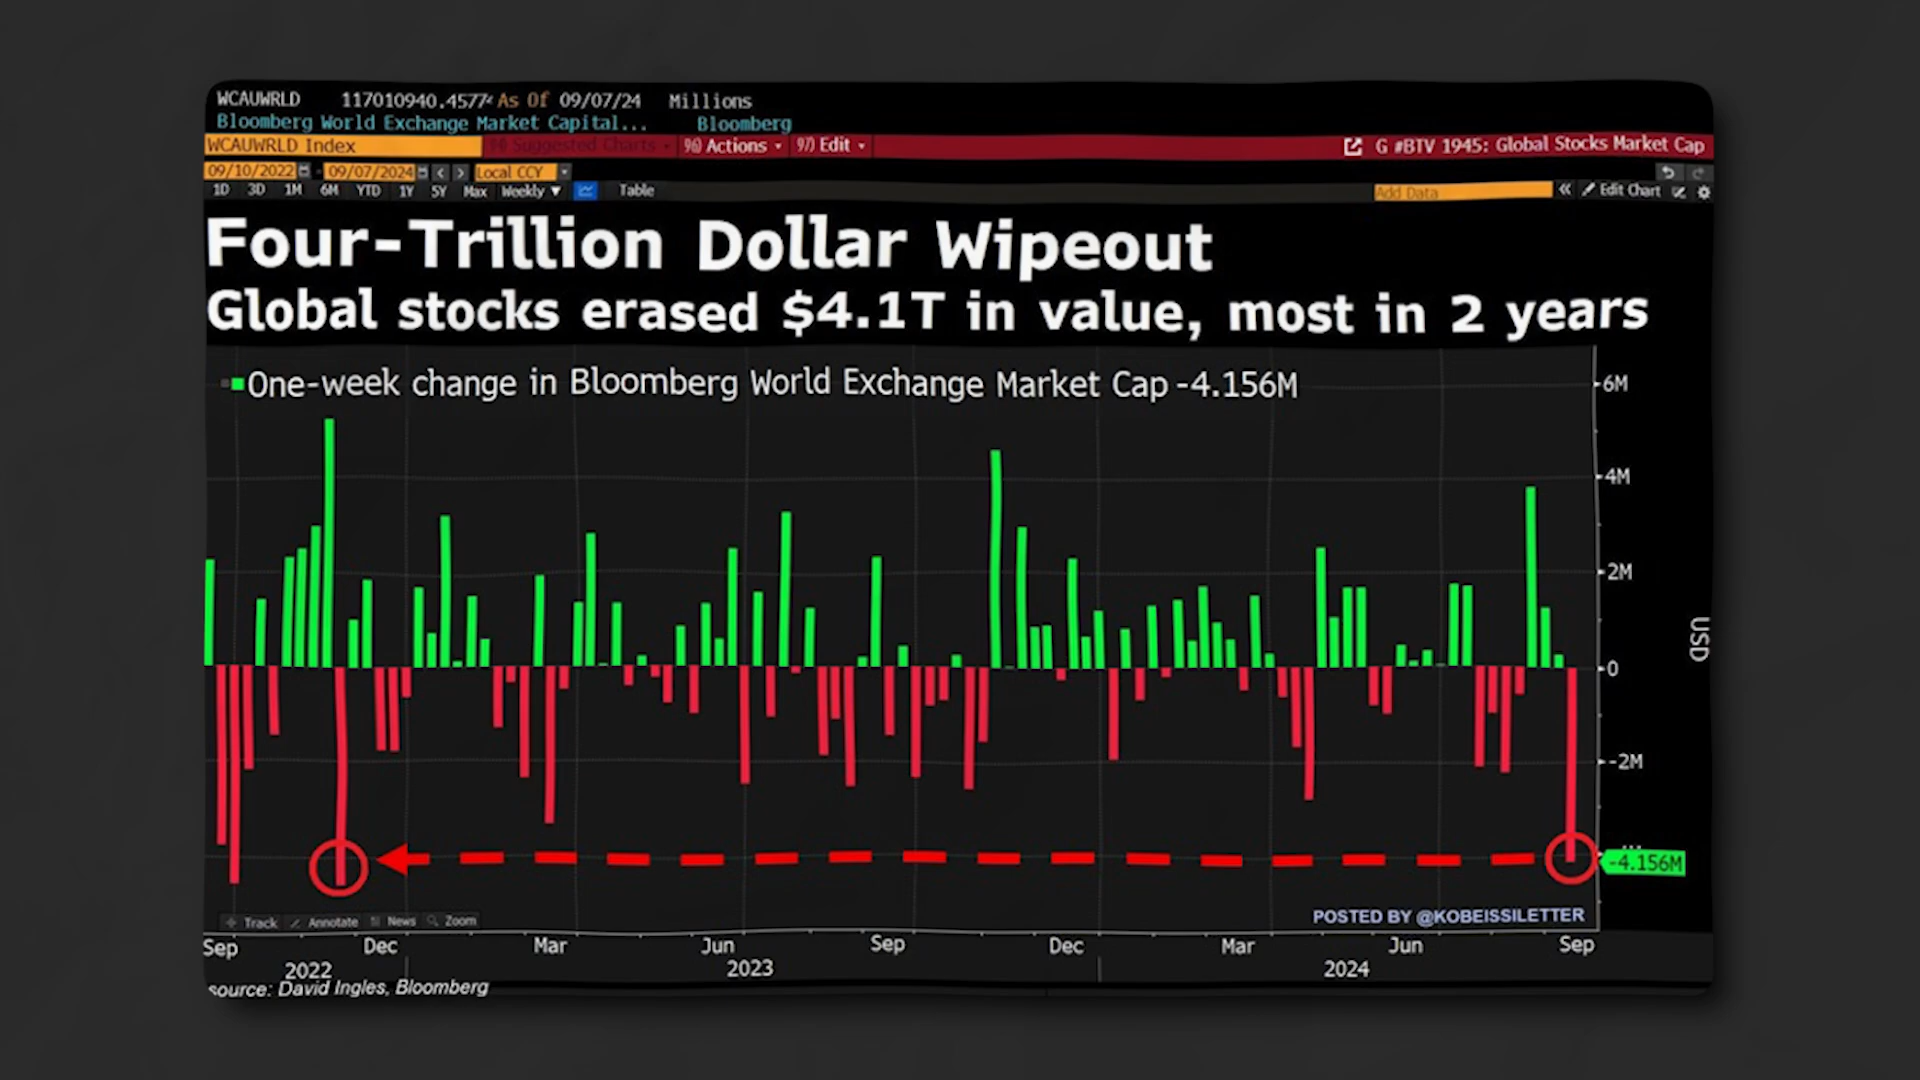 WCAUWRLD 117010940.4577 As Of 09/07/24 Millions
Bloomberg World Exchange Market Capital... Bloomberg
WCAUWRLD Index Suggested Charts 96) Actions 97) Edit G #BTV 1945: Global Stocks Market Cap
09/10/2022 - 09/07/2024 Local CCY
1D 3D 1M 6M YTD 1Y 5Y Max Weekly Table Add Data Edit Chart
Four-Trillion Dollar Wipeout
Global stocks erased $4.1T in value, most in 2 years
One-week change in Bloomberg World Exchange Market Cap -4.156M
6M
4M
2M
0
-2M
-4.156M
USD
POSTED BY @KOBEISSILETTER
Track Annotate News Zoom
Sep Dec Mar Jun Sep Dec Mar Jun Sep
2022 2023 2024
source: David Ingles, Bloomberg